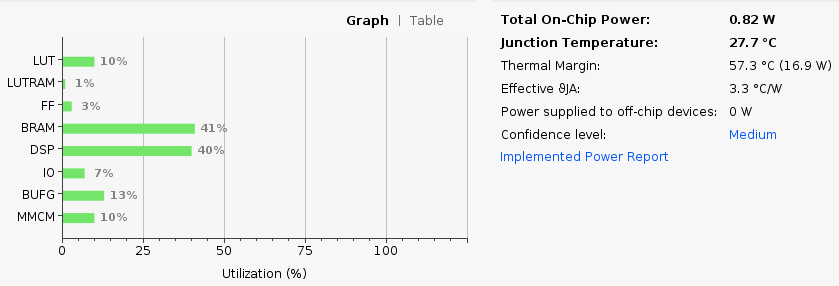 Graph | Table
LUT 10%
LUTRAM 1%
FF 3%
BRAM 41%
DSP 40%
IO 7%
BUFG 13%
MMCM 10%
0 25 50 75 100
Utilization (%)
Total On-Chip Power: 0.82 W
Junction Temperature: 27.7 °C
Thermal Margin: 57.3 °C (16.9 W)
Effective ϑJA: 3.3 °C/W
Power supplied to off-chip devices: 0 W
Confidence level: Medium
Implemented Power Report